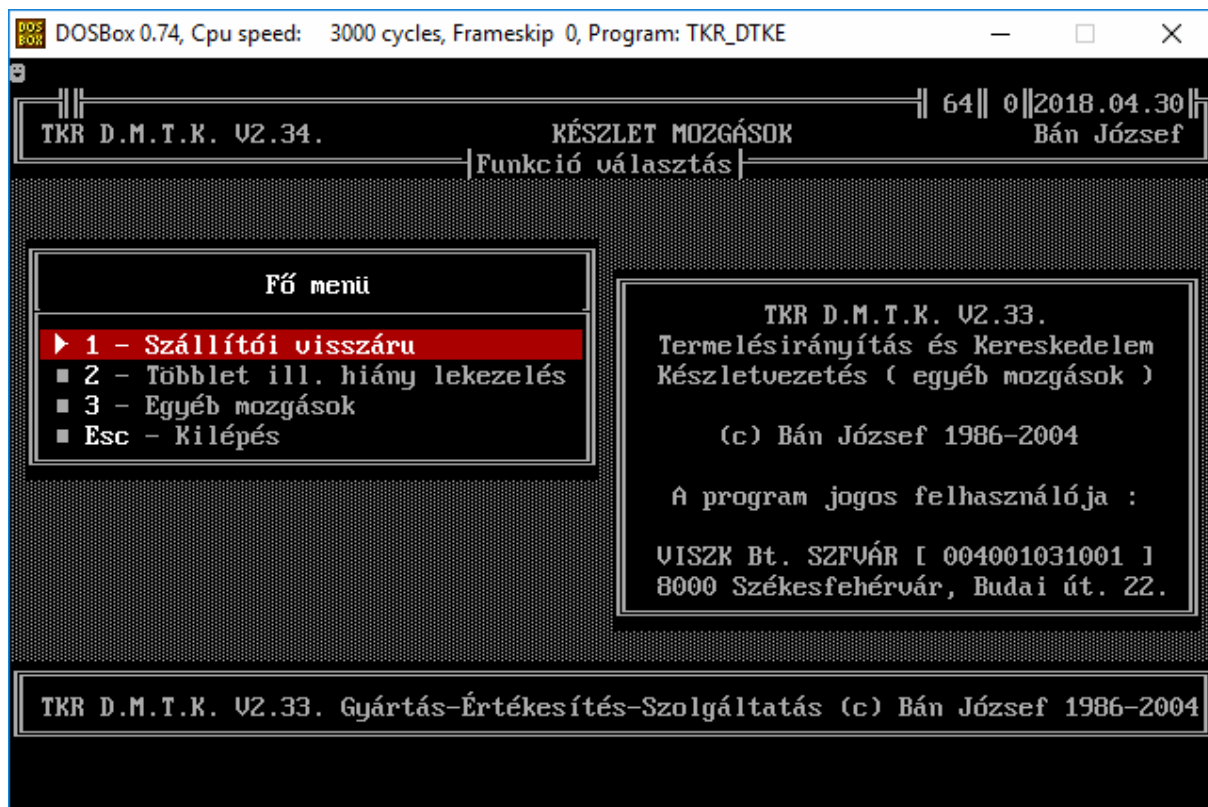 DOSBox 0.74, Cpu speed: 3000 cycles, Frameskip 0, Program: TKR_DTKE
64 0 2018.04.30
TKR D.M.T.K. V2.34. KÉSZLET MOZGÁSOK Bán József
Funkció választás
Fő menü
1 - Szállítói visszáru
2 - Többlet ill. hiány lekezelés
3 - Egyéb mozgások
Esc - Kilépés
TKR D.M.T.K. V2.33.
Termelésirányítás és Kereskedelem
Készletvezetés ( egyéb mozgások )
(c) Bán József 1986-2004
A program jogos felhasználója :
VISZK Bt. SZFVÁR [ 004001031001 ]
8000 Székesfehérvár, Budai út. 22.
TKR D.M.T.K. V2.33. Gyártás-Értékesítés-Szolgáltatás (c) Bán József 1986-2004